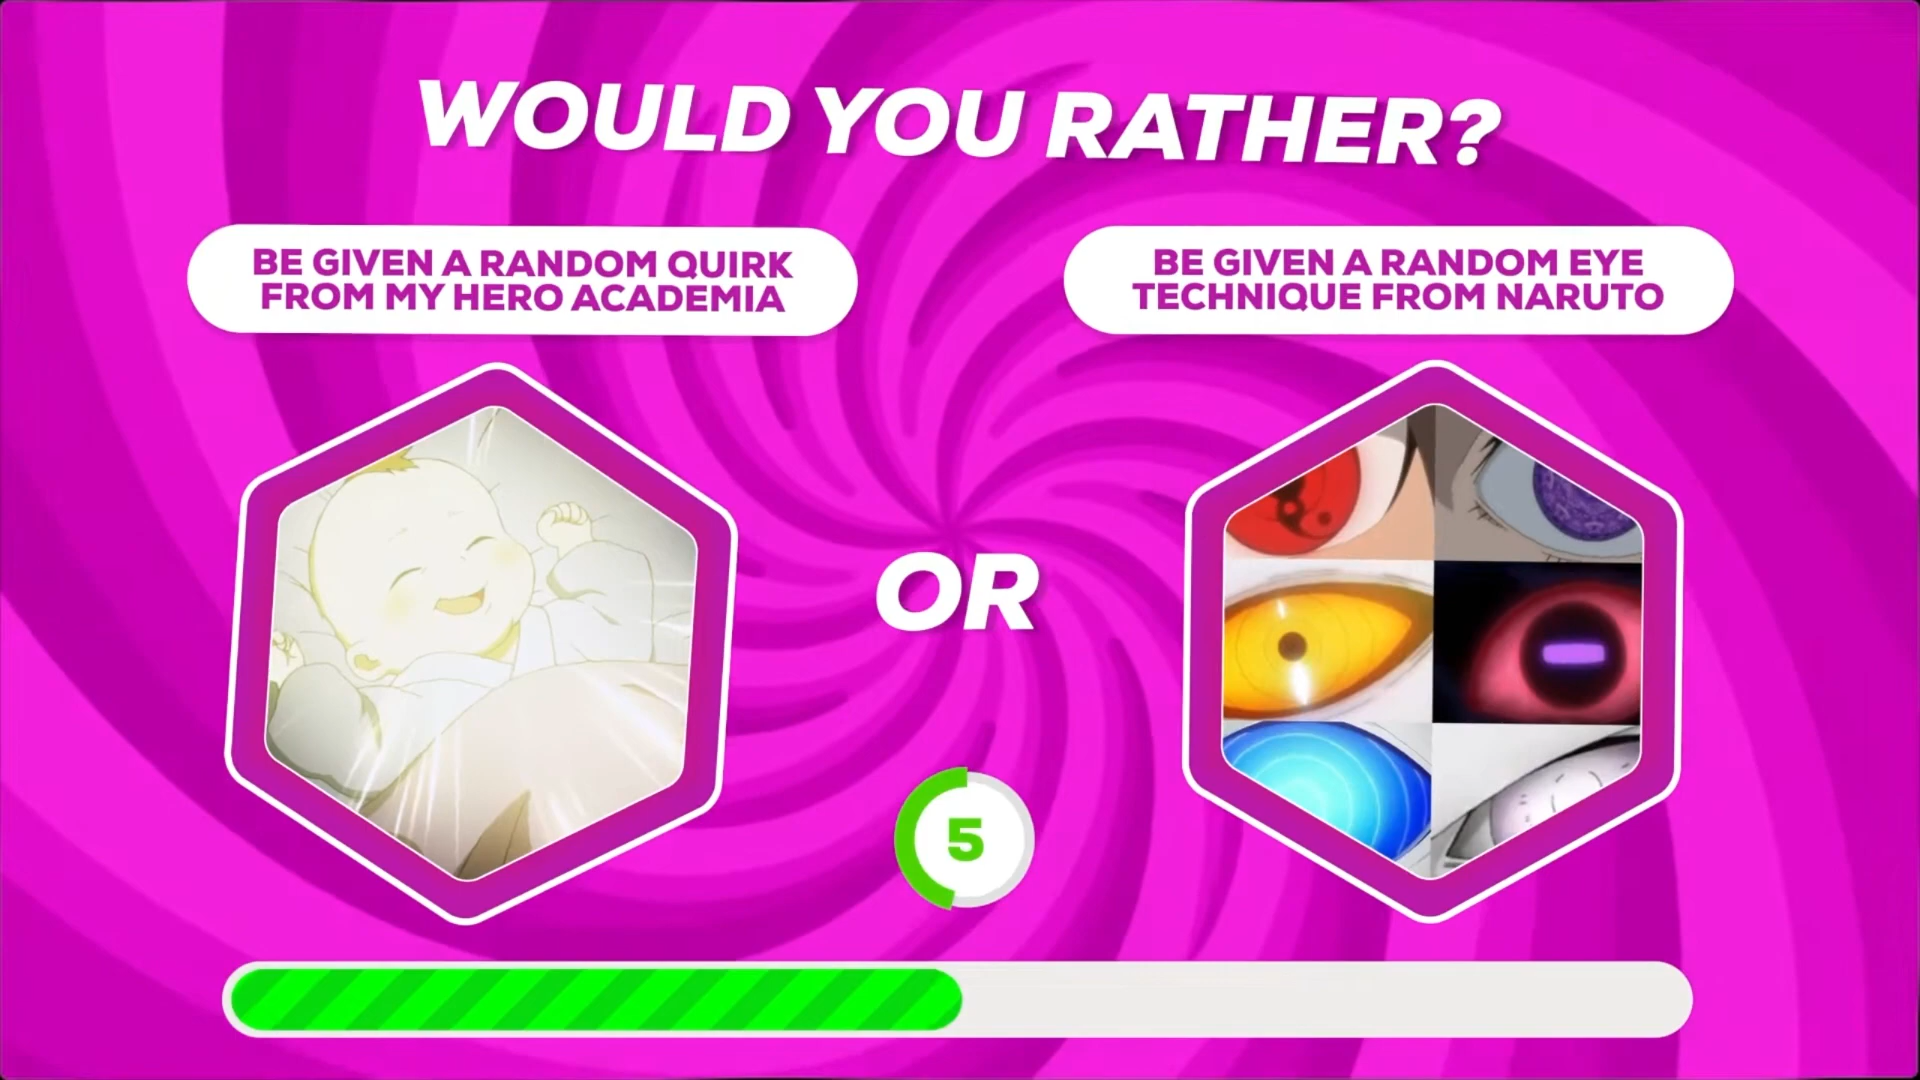 WOULD YOU RATHER?
BE GIVEN A RANDOM QUIRK
FROM MY HERO ACADEMIA
BE GIVEN A RANDOM EYE
TECHNIQUE FROM NARUTO
OR
5